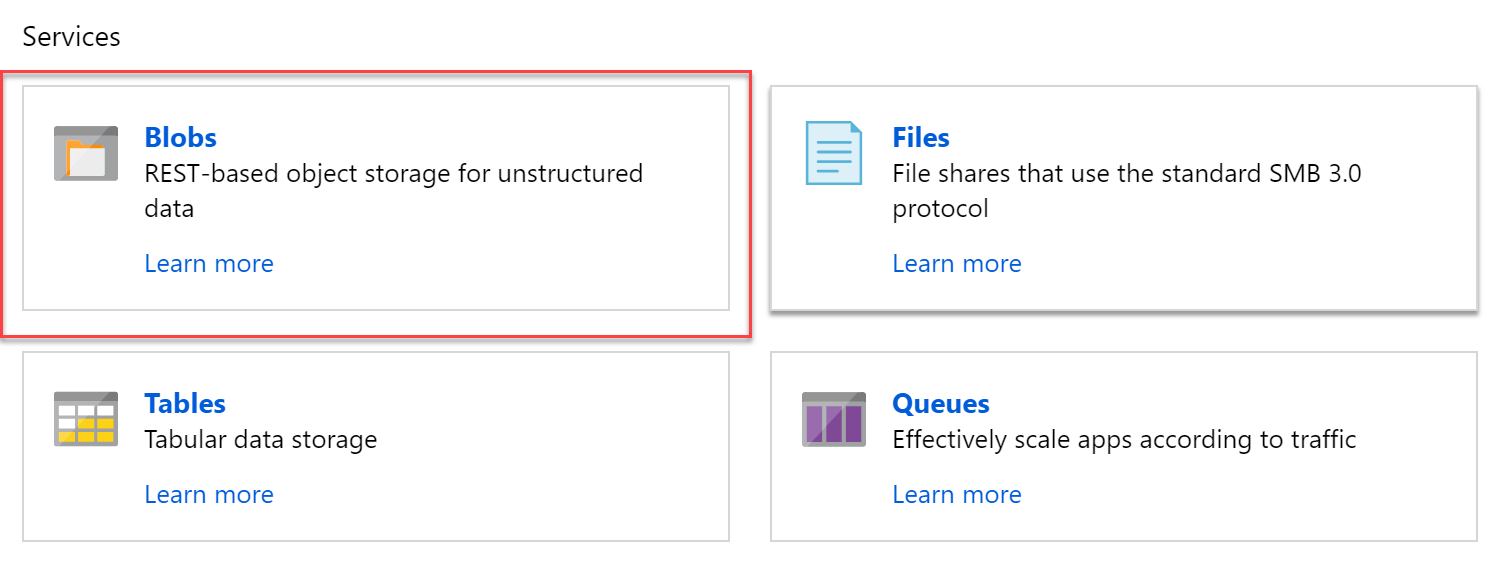 Services
Blobs
REST-based object storage for unstructured
data
Learn more
Files
File shares that use the standard SMB 3.0
protocol
Learn more
Tables
Tabular data storage
Learn more
Queues
Effectively scale apps according to traffic
Learn more